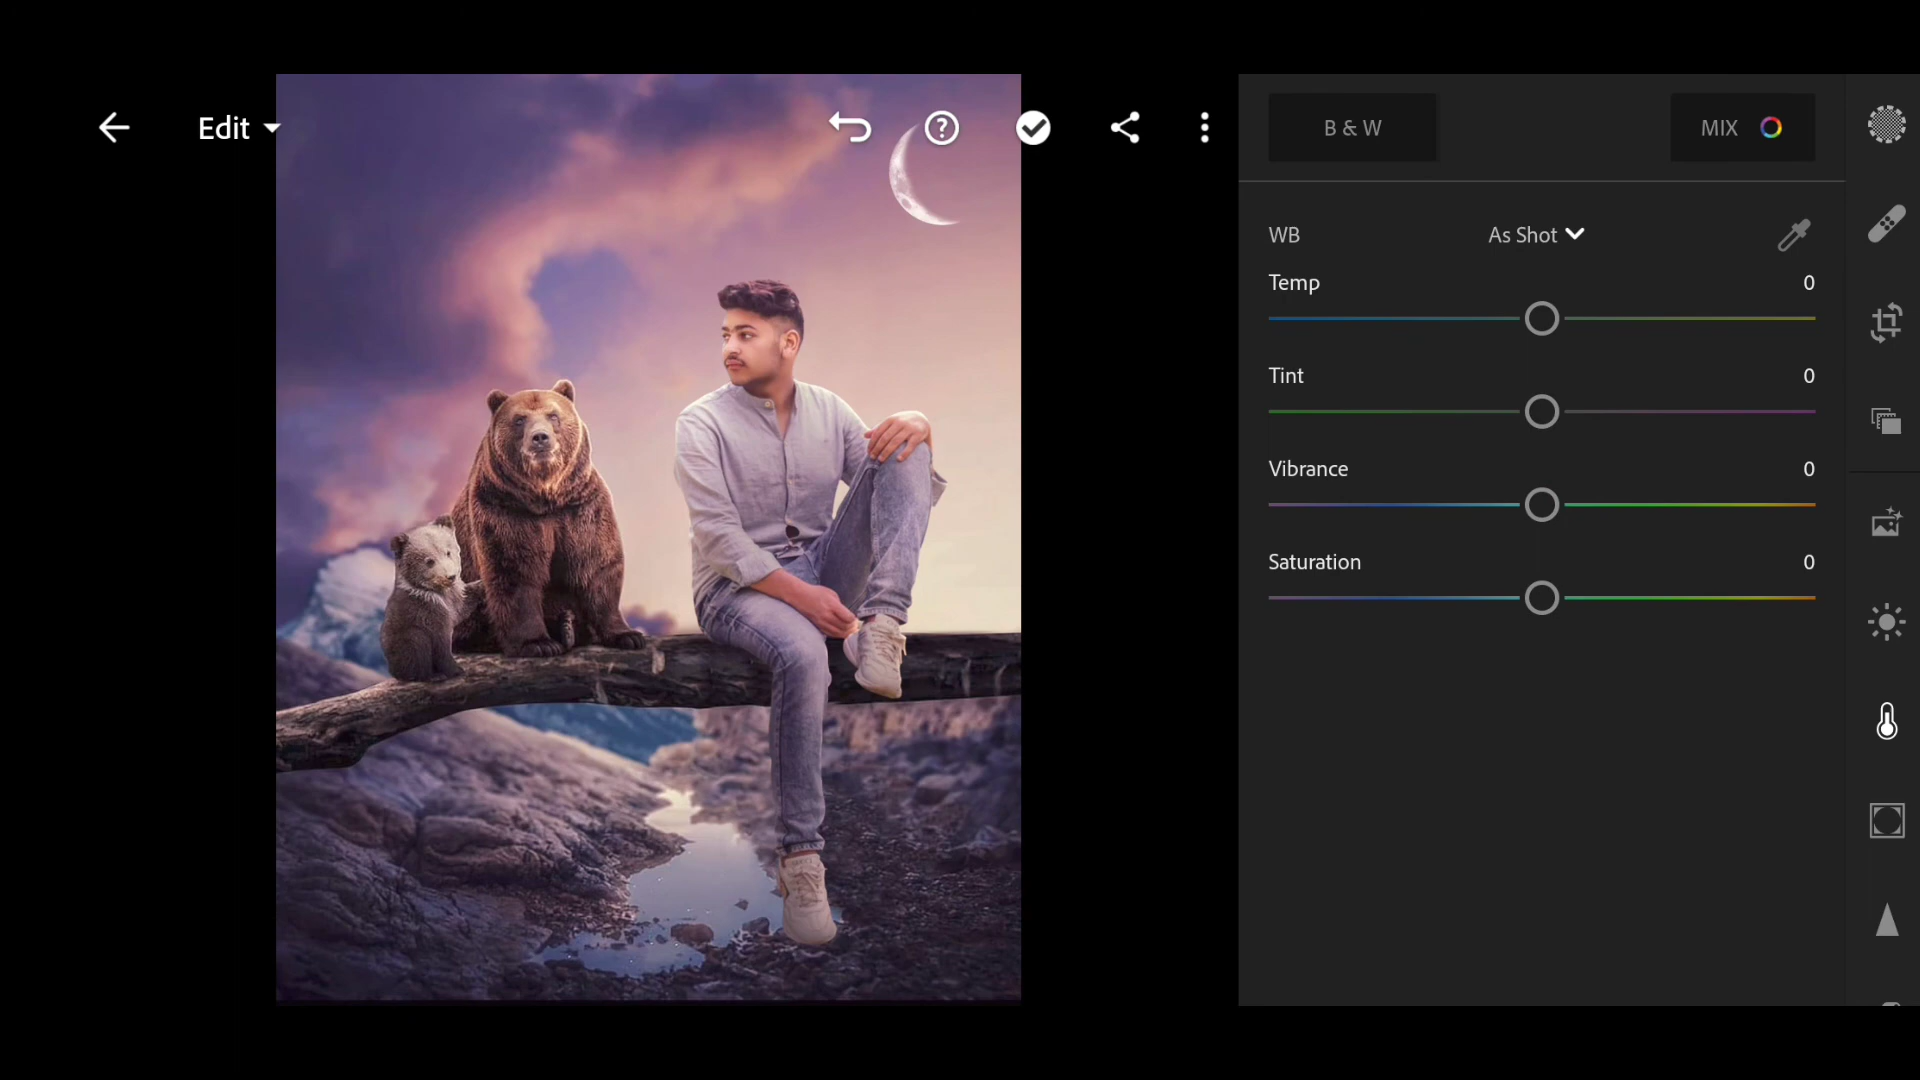 Edit
B & W
MIX
WB
As Shot
Temp
0
Tint
0
Vibrance
0
Saturation
0